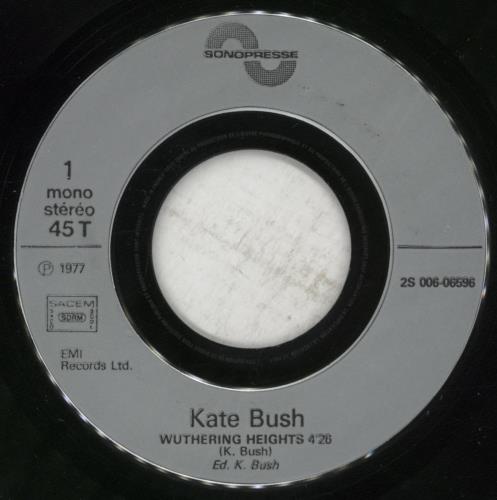 SONOPRESSE
1
mono
stéréo
45 T
℗ 1977
2S 006-06596
SACEM
SDRM
EMI
Records Ltd.
Kate Bush
WUTHERING HEIGHTS 4'26
(K. Bush)
Ed. K. Bush